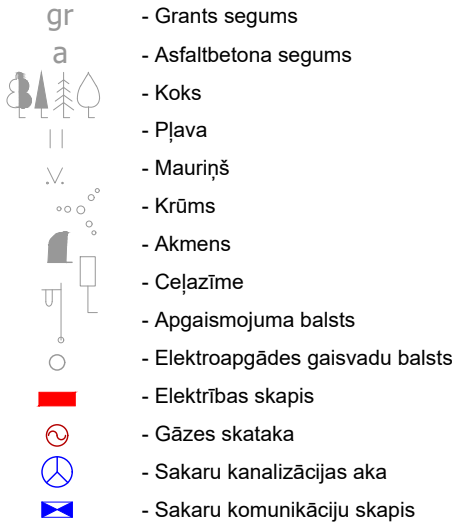 gr - Grants segums
a - Asfaltbetona segums
- Koks
- Pļava
- Mauriņš
- Krūms
- Akmens
- Ceļazīme
- Apgaismojuma balsts
- Elektroapgādes gaisvadu balsts
- Elektrības skapis
- Gāzes skataka
- Sakaru kanalizācijas aka
- Sakaru komunikāciju skapis